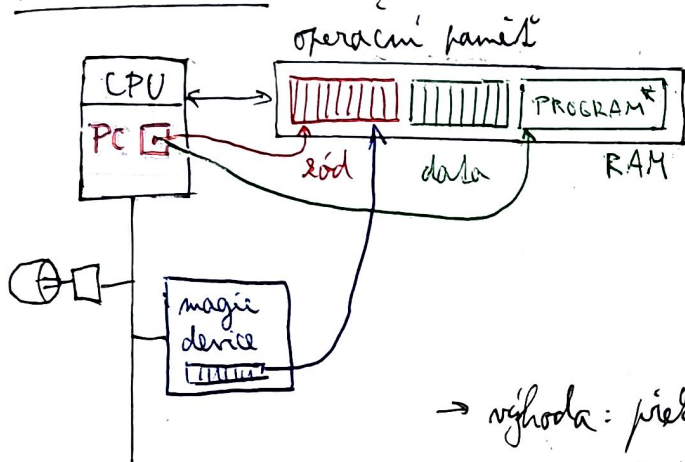 operační paměť
CPU
PC
PROGRAM*
kód
data
RAM
magic
device
→ výhoda: